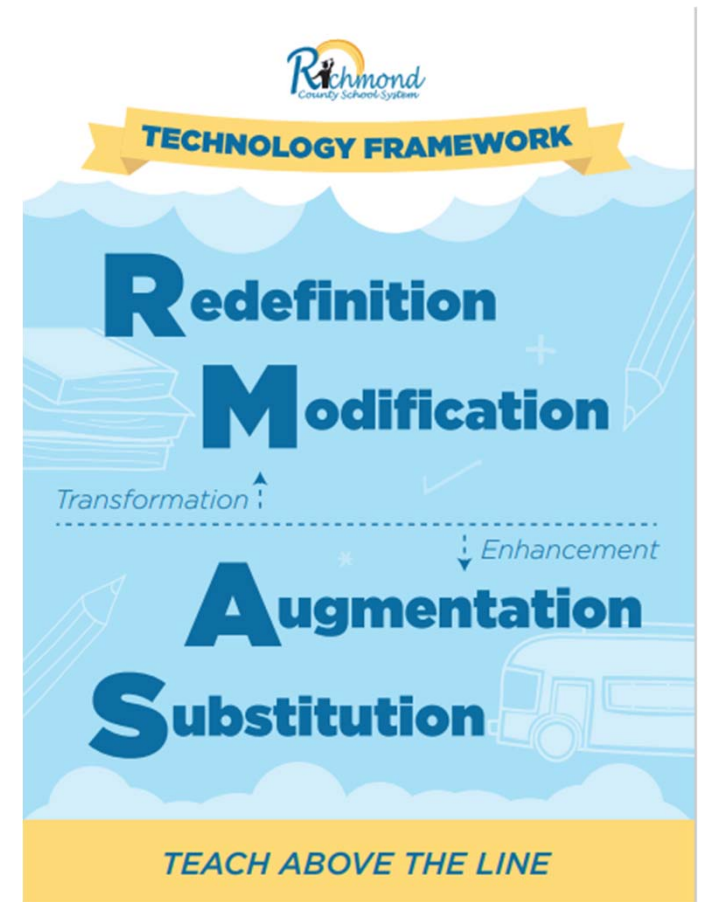 Richmond
County School System
TECHNOLOGY FRAMEWORK
Redefinition
Modification
Transformation
Enhancement
Augmentation
Substitution
TEACH ABOVE THE LINE